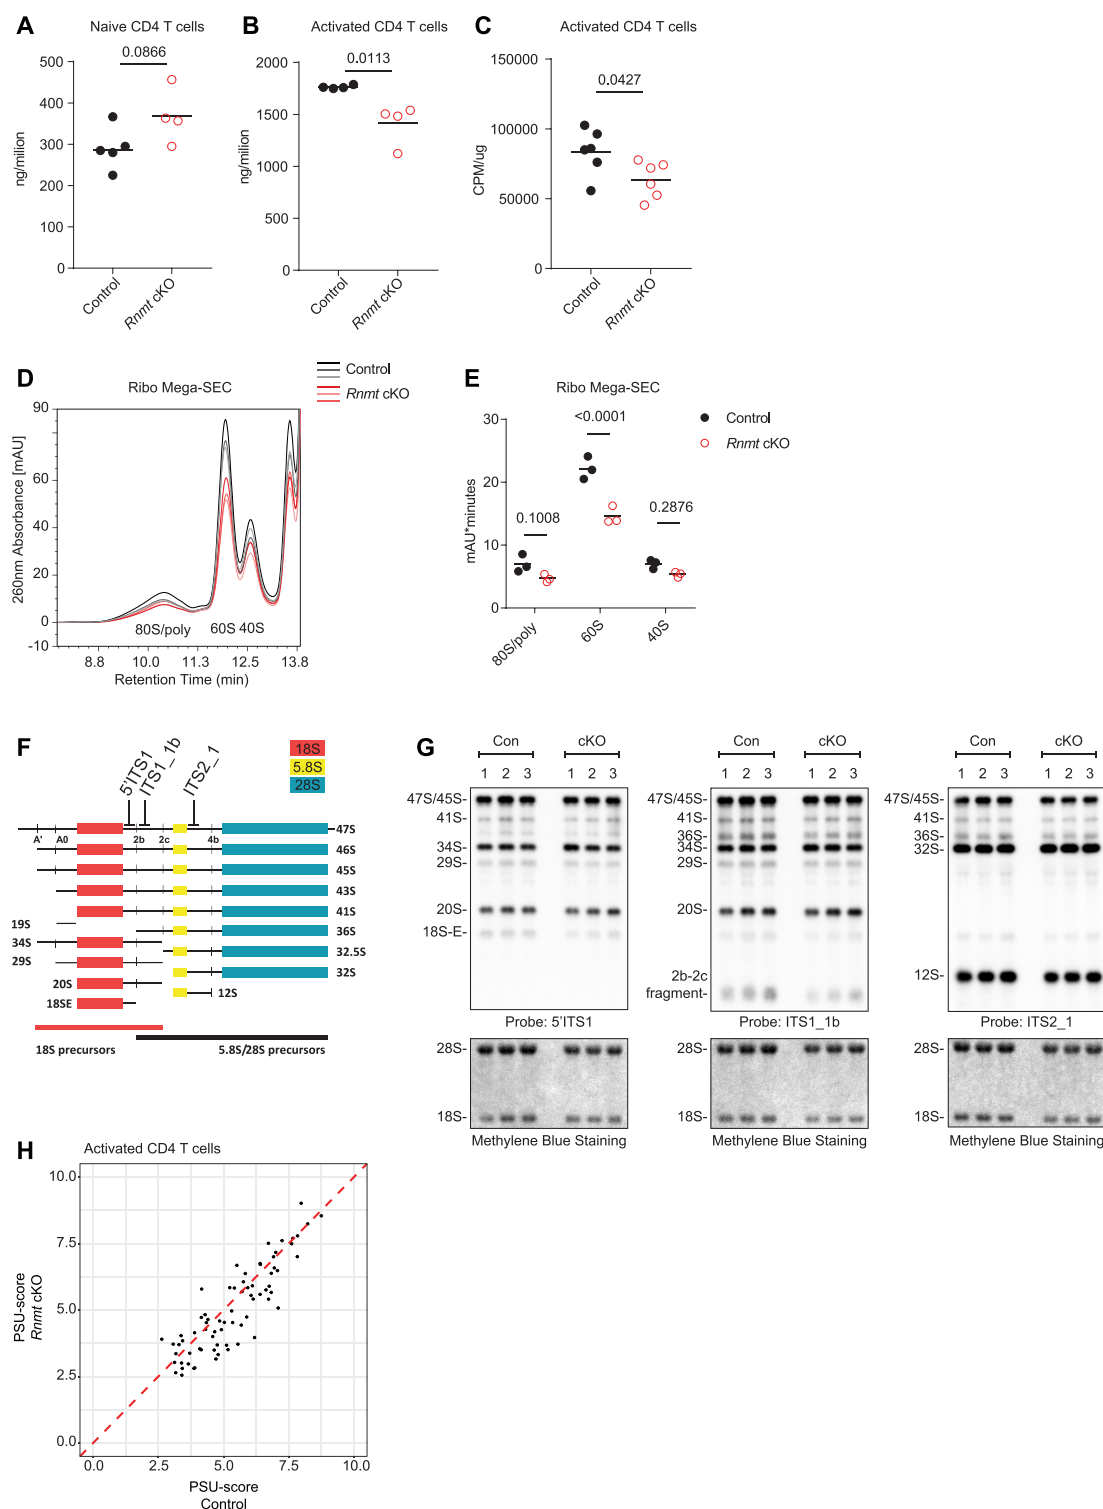 A
Naive CD4 T cells
0.0866
500
400
300
200
100
0
ng/milion
Control
Rnmt cKO
B
Activated CD4 T cells
0.0113
2000
1500
1000
500
0
ng/milion
Control
Rnmt cKO
C
Activated CD4 T cells
0.0427
150000
100000
50000
0
CPM/ug
Control
Rnmt cKO
D
Ribo Mega-SEC
Control
Rnmt cKO
90
80
60
40
20
0
-10
260nm Absorbance [mAU]
80S/poly
60S
40S
8.8
10.0
11.3
12.5
13.8
Retention Time (min)
E
Ribo Mega-SEC
Control
Rnmt cKO
<0.0001
0.1008
0.2876
30
20
10
0
mAU*minutes
80S/poly
60S
40S
F
5'ITS1
ITS1_1b
ITS2_1
18S
5.8S
28S
A'
A0
2b
2c
4b
47S
46S
45S
43S
41S
19S
36S
34S
32.5S
29S
32S
20S
12S
18SE
18S precursors
5.8S/28S precursors
G
Con
cKO
1 2 3
1 2 3
47S/45S-
41S-
34S-
29S-
20S-
18S-E-
Probe: 5'ITS1
28S-
18S-
Methylene Blue Staining
Con
cKO
1 2 3
1 2 3
47S/45S-
41S-
36S-
34S-
29S-
20S-
2b-2c
fragment-
Probe: ITS1_1b
28S-
18S-
Methylene Blue Staining
Con
cKO
1 2 3
1 2 3
47S/45S-
41S-
36S-
32S-
12S-
Probe: ITS2_1
28S-
18S-
Methylene Blue Staining
H
Activated CD4 T cells
10.0
7.5
5.0
2.5
0.0
PSU-score
Rnmt cKO
0.0
2.5
5.0
7.5
10.0
PSU-score
Control